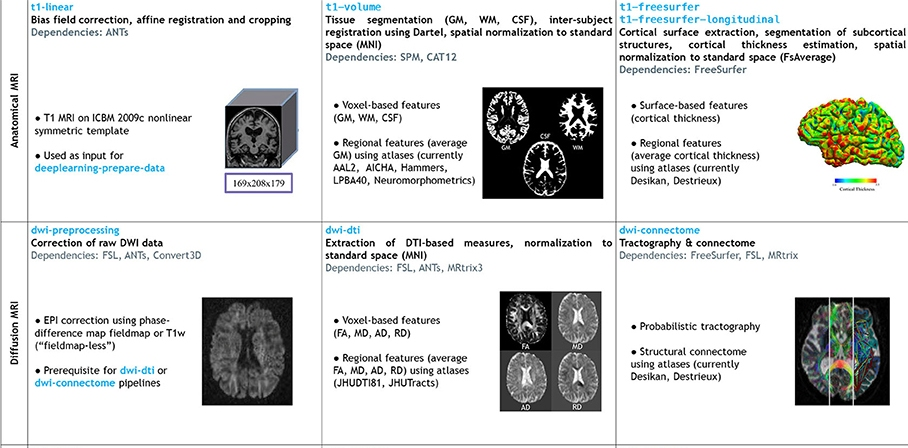 Anatomical MRI
t1-linear
Bias field correction, affine registration and cropping
Dependencies: ANTs
● T1 MRI on ICBM 2009c nonlinear
symmetric template
● Used as input for
deeplearning-prepare-data
169x208x179
t1-volume
Tissue segmentation (GM, WM, CSF), inter-subject
registration using Dartel, spatial normalization to standard
space (MNI)
Dependencies: SPM, CAT12
● Voxel-based features
(GM, WM, CSF)
● Regional features (average
GM) using atlases (currently
AAL2, AICHA, Hammers,
LPBA40, Neuromorphometrics)
GM
CSF
WM
t1-freesurfer
t1-freesurfer-longitudinal
Cortical surface extraction, segmentation of subcortical
structures, cortical thickness estimation, spatial
normalization to standard space (FsAverage)
Dependencies: FreeSurfer
● Surface-based features
(cortical thickness)
● Regional features
(average cortical thickness)
using atlases (currently
Desikan, Destrieux)
Cortical Thickness
Diffusion MRI
dwi-preprocessing
Correction of raw DWI data
Dependencies: FSL, ANTs, Convert3D
● EPI correction using phase-
difference map fieldmap or T1w
(“fieldmap-less”)
● Prerequisite for dwi-dti or
dwi-connectome pipelines
dwi-dti
Extraction of DTI-based measures, normalization to
standard space (MNI)
Dependencies: FSL, ANTs, MRtrix3
● Voxel-based features
(FA, MD, AD, RD)
● Regional features (average
FA, MD, AD, RD) using atlases
(JHUDTI81, JHUTracts)
FA
MD
AD
RD
dwi-connectome
Tractography & connectome
Dependencies: FreeSurfer, FSL, MRtrix
● Probabilistic tractography
● Structural connectome
using atlases (currently
Desikan, Destrieux)